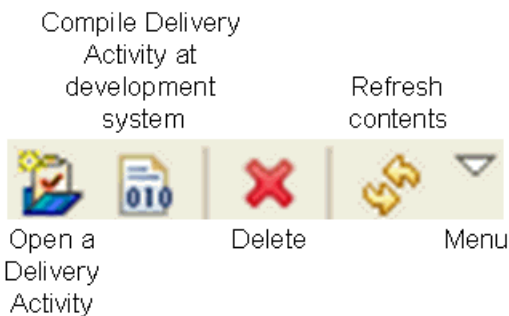 Compile Delivery
Activity at
development
system
Refresh
contents
010
Open a
Delivery
Activity
Delete
Menu